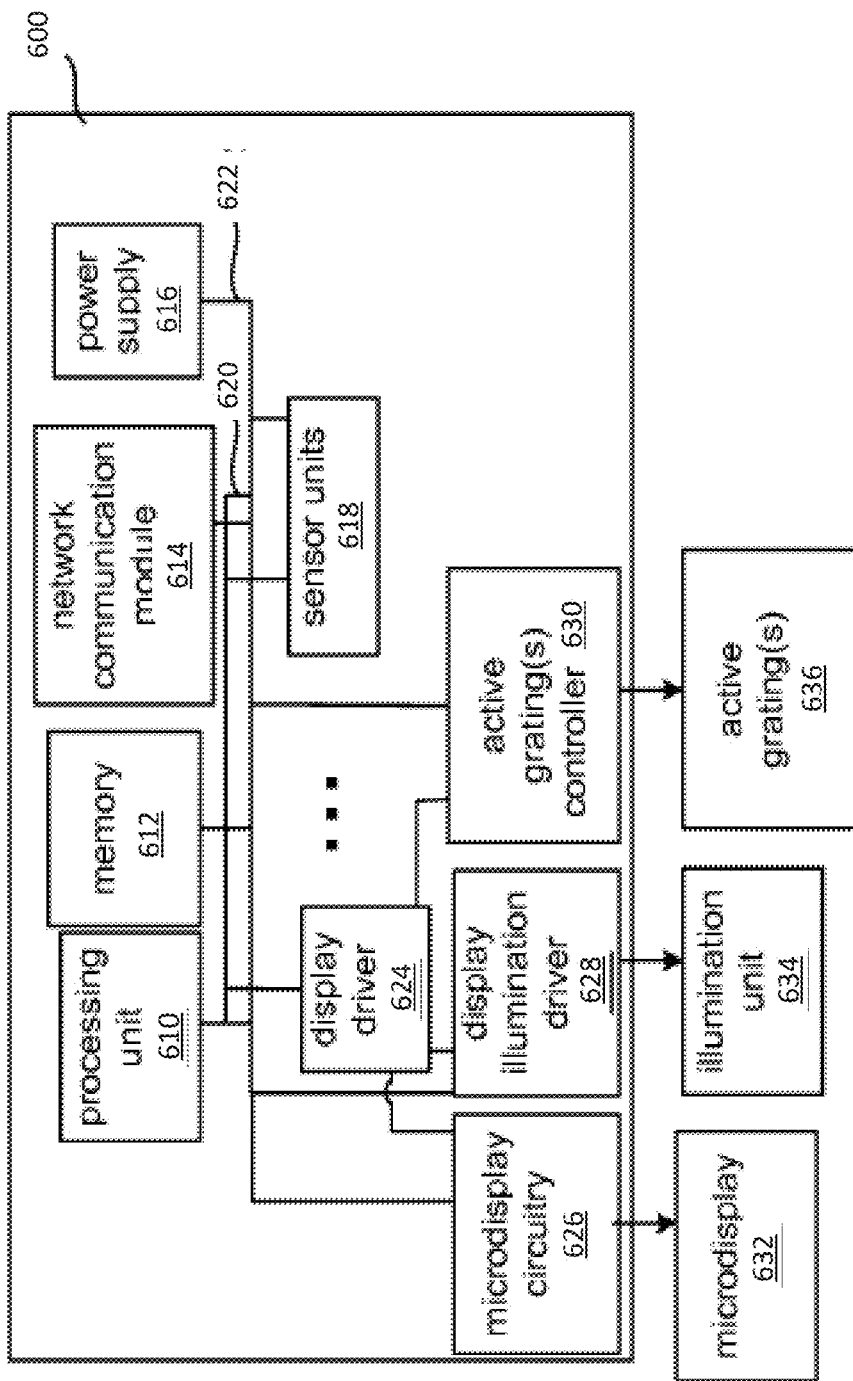 600
processing
unit
610
memory
612
network
communication
module
614
power
supply
616
620
622
sensor units
618
display
driver
624
microdisplay
circuitry
626
display
illumination
driver
628
active
grating(s)
controller
630
microdisplay
632
illumination
unit
634
active
grating(s)
636